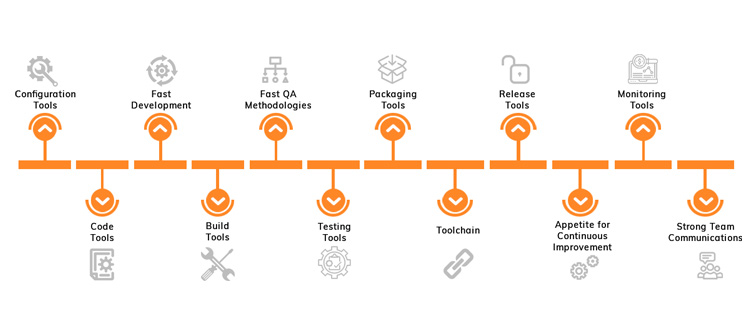 Configuration
Tools
Fast
Development
Fast QA
Methodologies
Packaging
Tools
Release
Tools
Monitoring
Tools
Code
Tools
Build
Tools
Testing
Tools
Toolchain
Appetite for
Continuous
Improvement
Strong Team
Communications